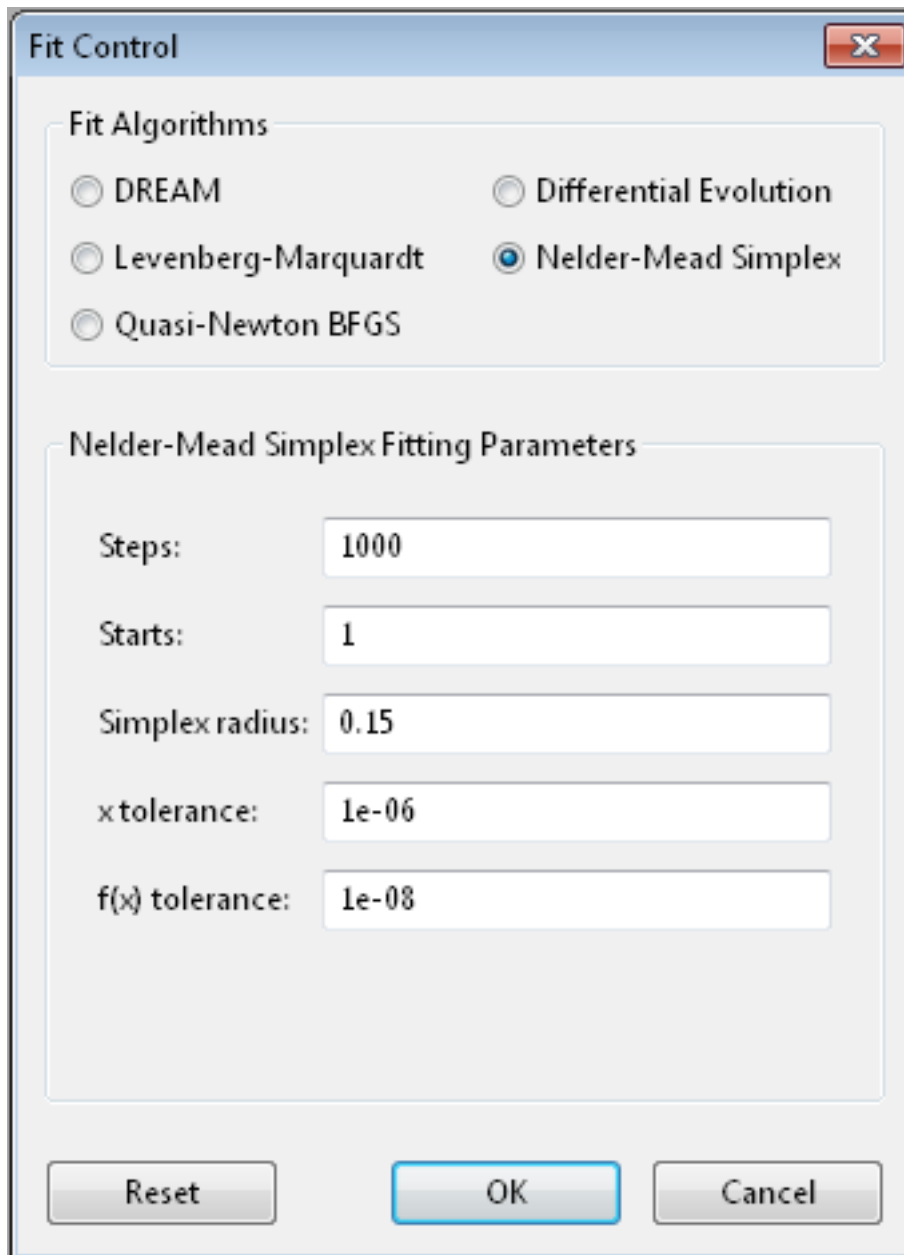 Fit Control
Fit Algorithms
DREAM
Differential Evolution
Levenberg-Marquardt
Nelder-Mead Simplex
Quasi-Newton BFGS
Nelder-Mead Simplex Fitting Parameters
Steps: 1000
Starts: 1
Simplex radius: 0.15
x tolerance: 1e-06
f(x) tolerance: 1e-08
Reset OK Cancel